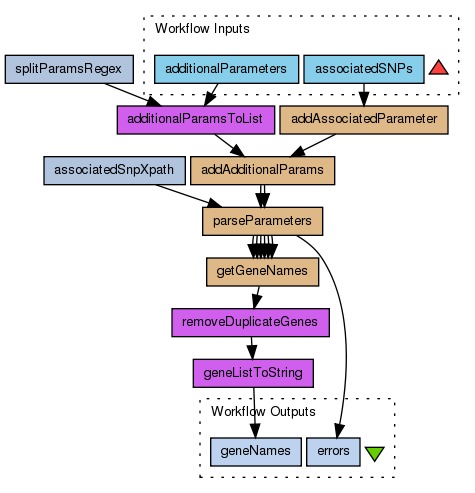 Workflow Inputs
splitParamsRegex
additionalParameters
associatedSNPs
additionalParamsToList
addAssociatedParameter
associatedSnpXpath
addAdditionalParams
parseParameters
getGeneNames
removeDuplicateGenes
geneListToString
Workflow Outputs
geneNames
errors